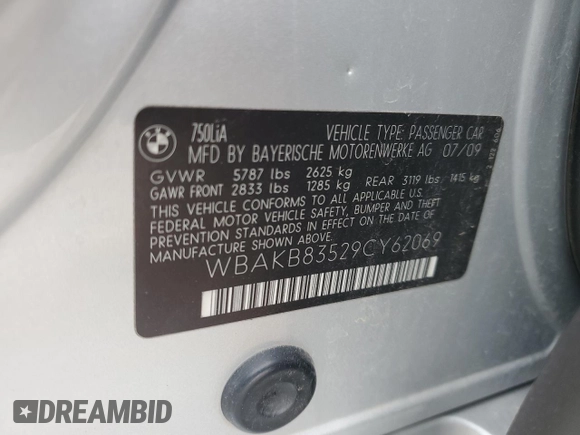 BMW
750LiA
VEHICLE TYPE: PASSENGER CAR
MFD BY BAYERISCHE MOTORENWERKE AG 07/09
GVWR 5787 lbs 2625 kg
GAWR FRONT 2833 lbs 1285 kg REAR 3119 lbs 1415 kg
THIS VEHICLE CONFORMS TO ALL APPLICABLE
FEDERAL MOTOR VEHICLE SAFETY, BUMPER AND THEFT
PREVENTION STANDARDS IN EFFECT ON THE DATE OF
MANUFACTURE SHOWN ABOVE.
WBAKB83529CY62069
DREAMBID